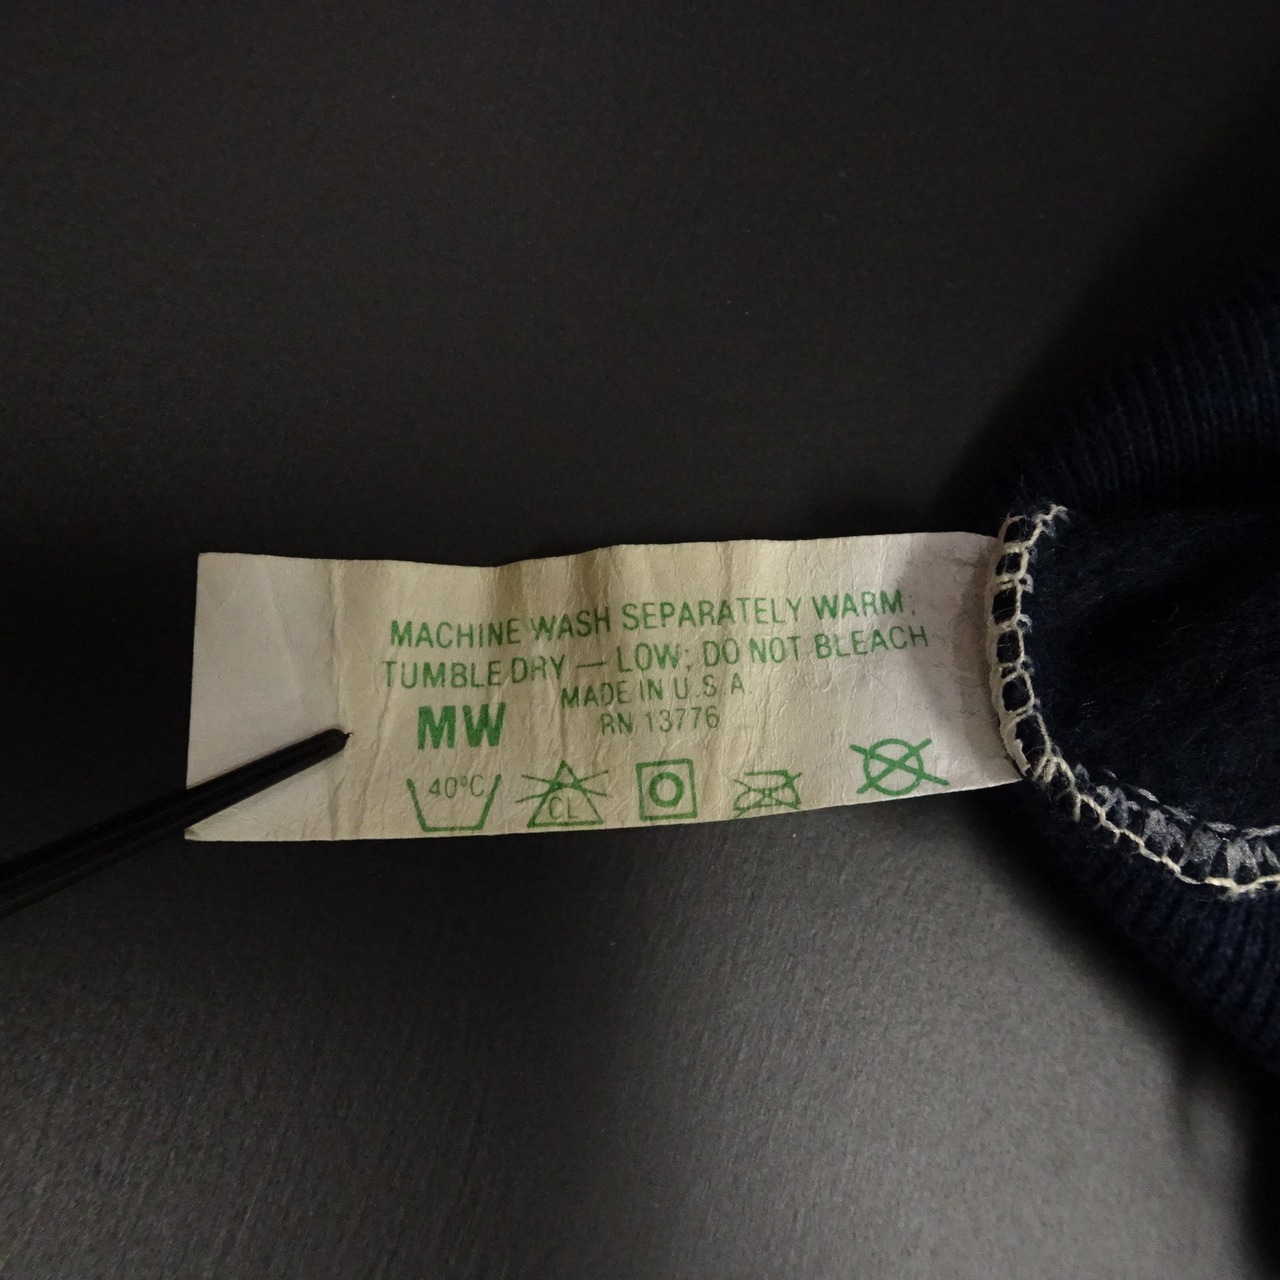 MACHINE WASH SEPARATELY WARM;
TUMBLE DRY — LOW; DO NOT BLEACH
MADE IN U.S.A.
MW RN 13776
40°C CL